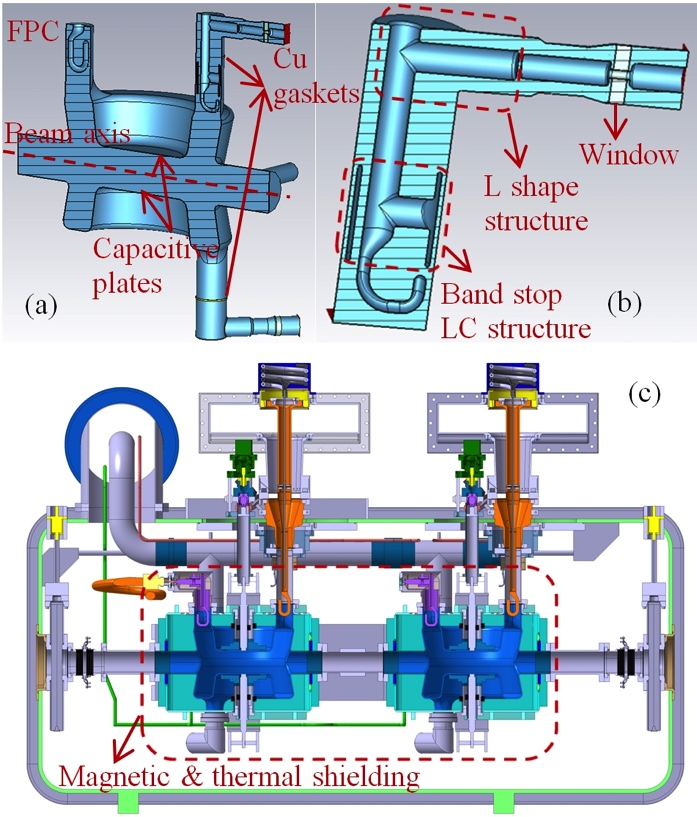 FPC
Cu
gaskets
Beam axis
Capacitive
plates
(a)
Window
L shape
structure
Band stop
LC structure
(b)
(c)
Magnetic & thermal shielding